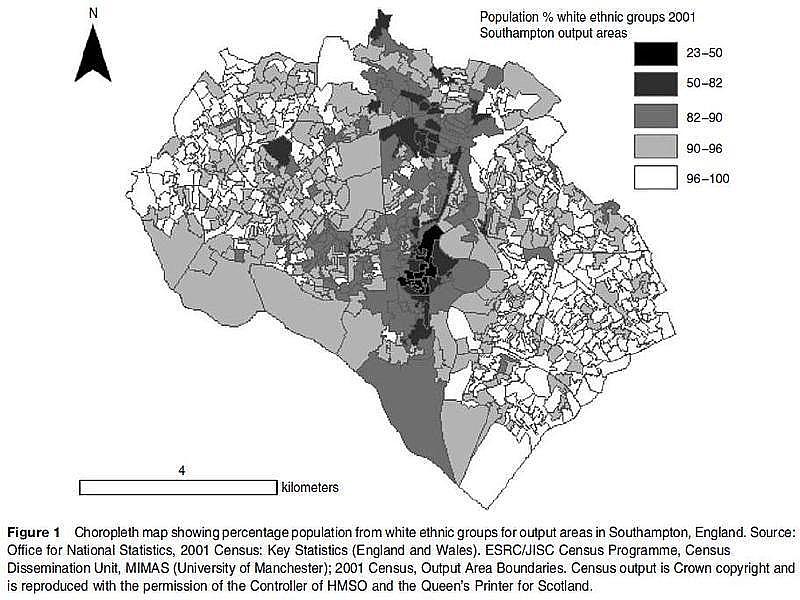 N
Population % white ethnic groups 2001
Southampton output areas
23–50
50–82
82–90
90–96
96–100
4
kilometers
Figure 1 Choropleth map showing percentage population from white ethnic groups for output areas in Southampton, England. Source:
Office for National Statistics, 2001 Census: Key Statistics (England and Wales). ESRC/JISC Census Programme, Census
Dissemination Unit, MIMAS (University of Manchester); 2001 Census, Output Area Boundaries. Census output is Crown copyright and
is reproduced with the permission of the Controller of HMSO and the Queen's Printer for Scotland.